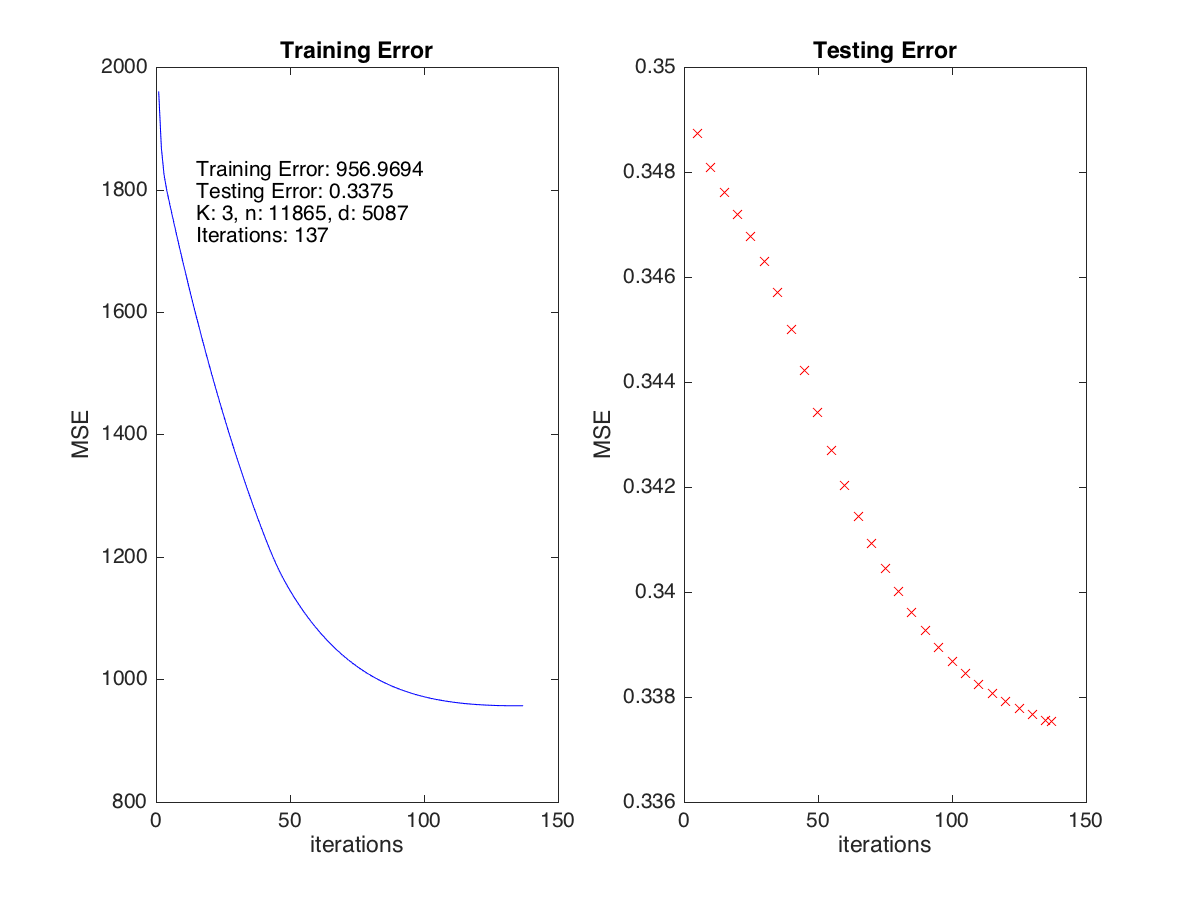 Training Error
2000
1800
1600
1400
1200
1000
800
0
50
100
150
MSE
iterations
Training Error: 956.9694
Testing Error: 0.3375
K: 3, n: 11865, d: 5087
Iterations: 137
Testing Error
0.35
0.348
0.346
0.344
0.342
0.34
0.338
0.336
0
50
100
150
MSE
iterations